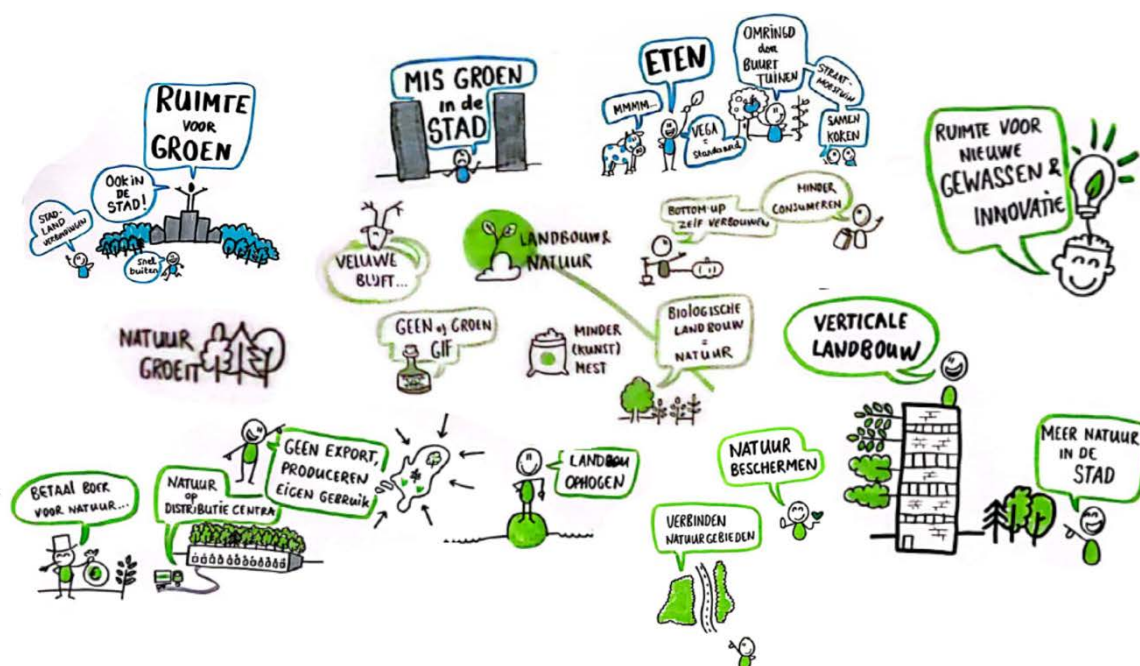 RUIMTE
VOOR
GROEN
OOK IN
DE
STAD!
STAD-
LAND
VERBINDINGEN
snel
buiten
MIS GROEN
in de
STAD
ETEN
MMMM...
VEGA
=
standaard
OMRINGD
door
BUURT
TUINEN
STRAAT-
MOESTUIN
SAMEN
KOKEN
RUIMTE VOOR
NIEUWE
GEWASSEN &
INNOVATIE
VELUWE
BLIJFT...
LANDBOUW &
NATUUR
BOTTOM-UP
ZELF VERBOUWEN
MINDER
CONSUMEREN
NATUUR
GROEIT
GEEN of GROEN
GIF
MINDER
(KUNST)
MEST
BIOLOGISCHE
LANDBOUW
=
NATUUR
VERTICALE
LANDBOUW
BETAAL BOER
VOOR NATUUR...
NATUUR
op
DISTRIBUTIE CENTRA
GEEN EXPORT,
PRODUCEREN
EIGEN GEBRUIK
LANDBOU
OPHOGEN
NATUUR
BESCHERMEN
VERBINDEN
NATUURGEBIEDEN
MEER NATUUR
IN DE
STAD